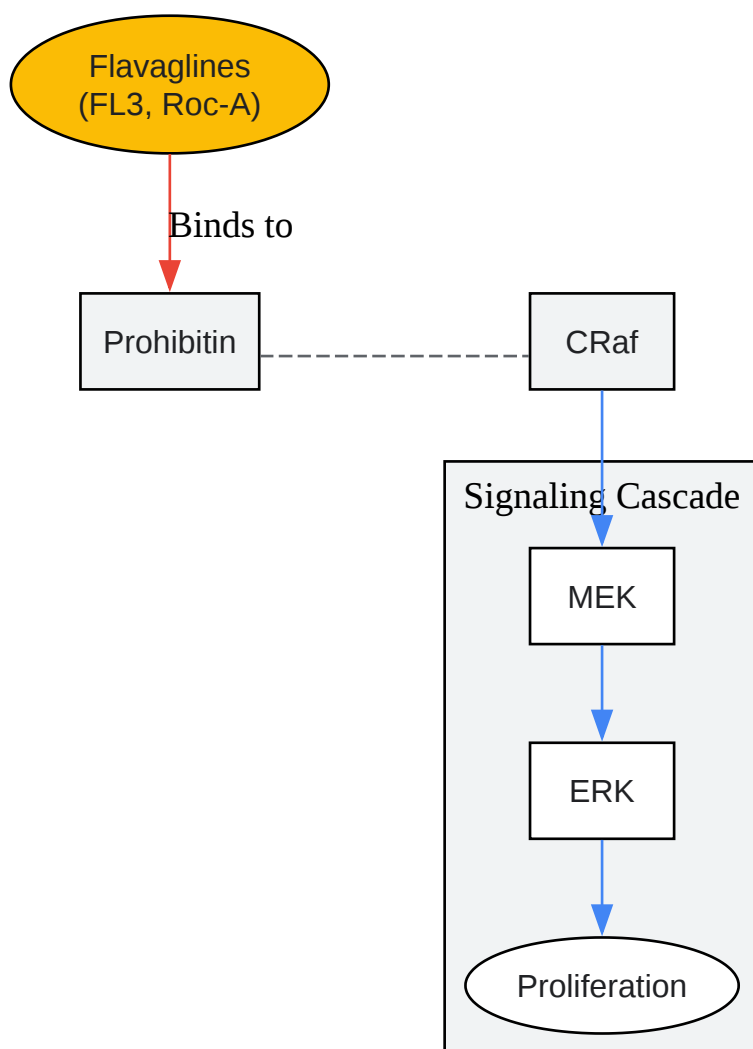 Flavaglines
(FL3, Roc-A)
Binds to
Prohibitin
CRaf
Signaling Cascade
MEK
ERK
Proliferation